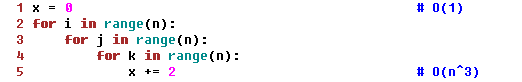 1 x = 0 # O(1)
2 for i in range(n):
3     for j in range(n):
4         for k in range(n):
5             x += 2 # O(n^3)